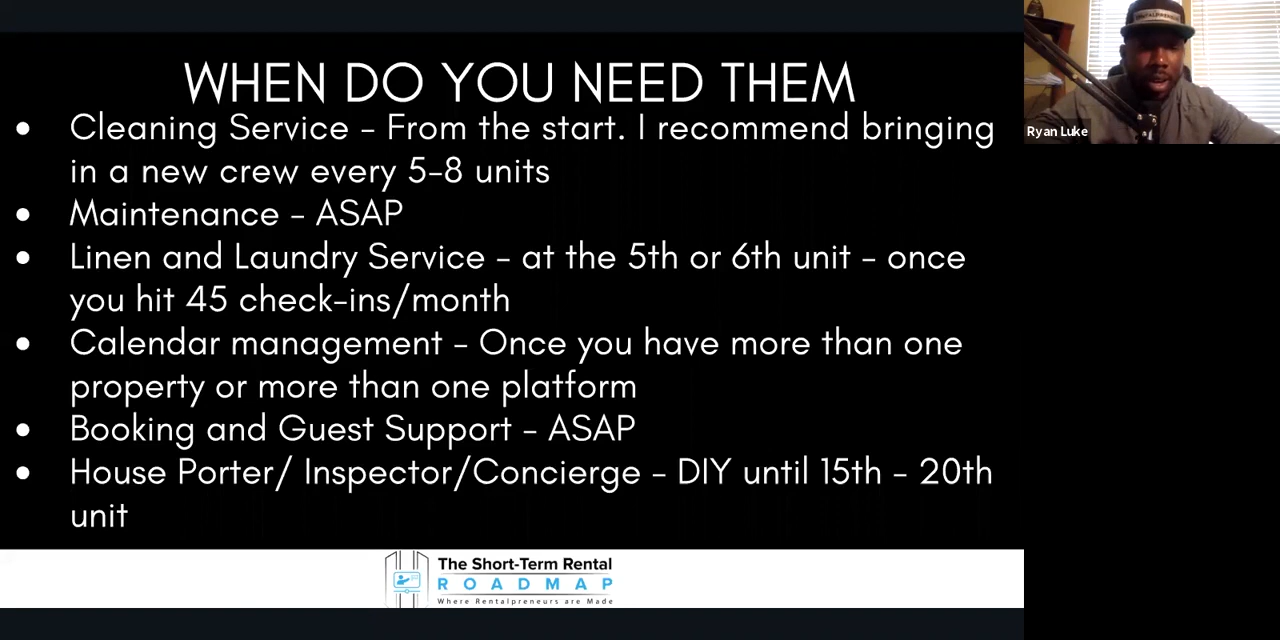 WHEN DO YOU NEED THEM
• Cleaning Service - From the start. I recommend bringing
in a new crew every 5-8 units
• Maintenance - ASAP
• Linen and Laundry Service - at the 5th or 6th unit - once
you hit 45 check-ins/month
• Calendar management - Once you have more than one
property or more than one platform
• Booking and Guest Support - ASAP
• House Porter/ Inspector/Concierge - DIY until 15th - 20th
unit
The Short-Term Rental
ROADMAP
Where Rentalpreneurs are Made
Ryan Luke